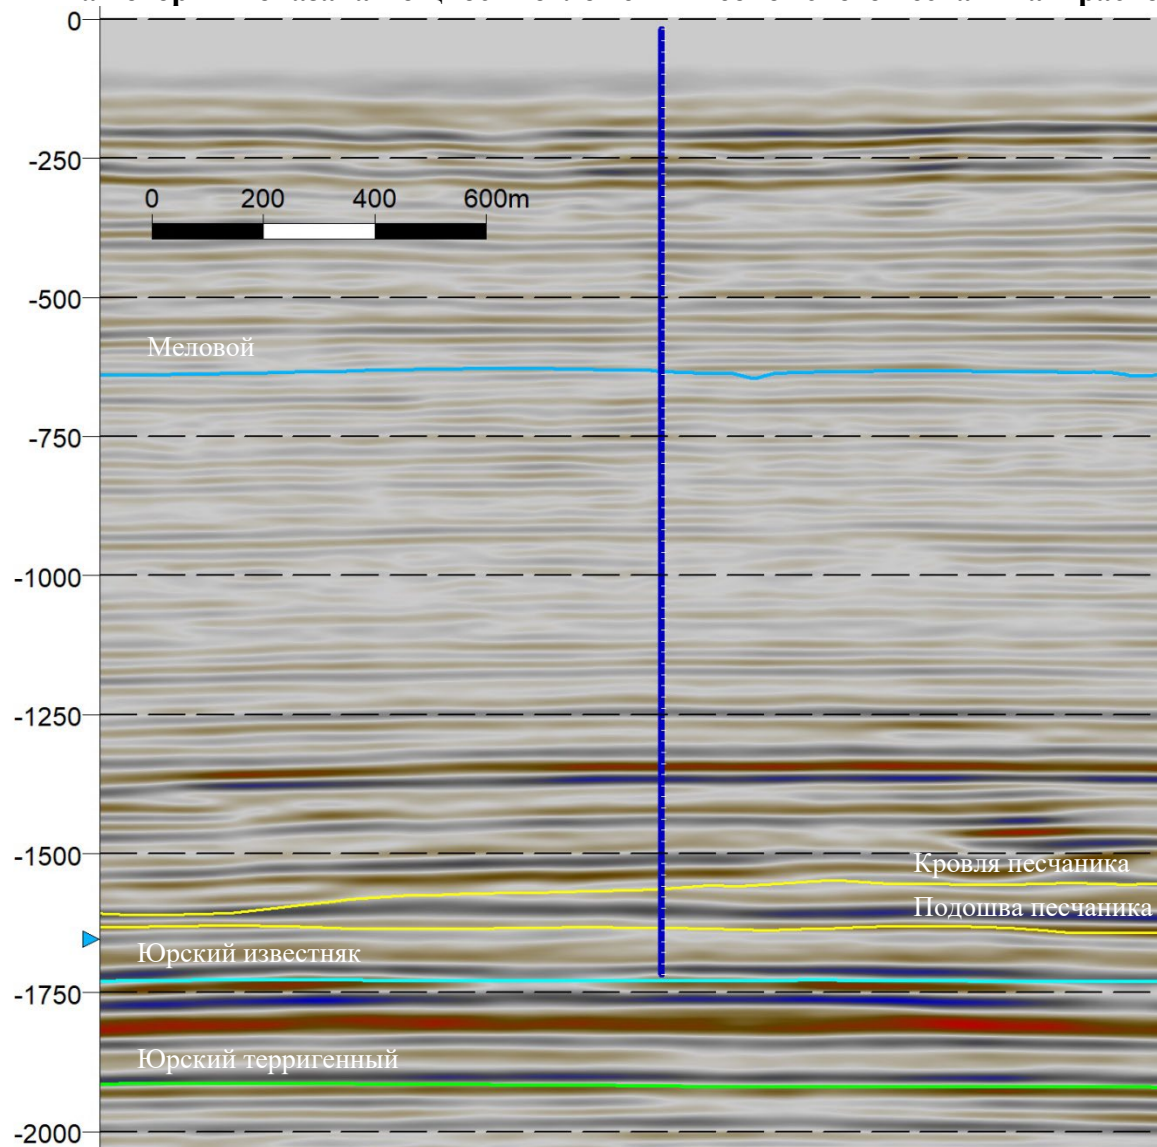 0
-250
0 200 400 600m
-500
Меловой
-750
-1000
-1250
-1500
Кровля песчаника
Подошва песчаника
Юрский известняк
-1750
Юрский терригенный
-2000